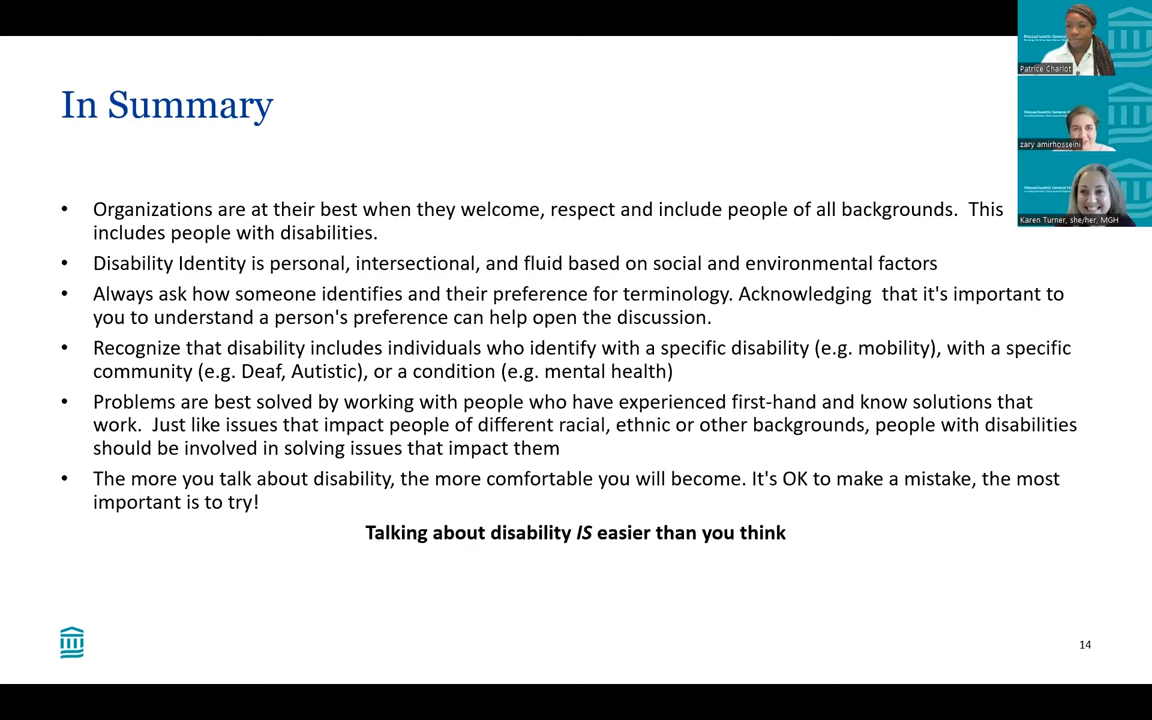 In Summary
• Organizations are at their best when they welcome, respect and include people of all backgrounds.  This
includes people with disabilities.
• Disability Identity is personal, intersectional, and fluid based on social and environmental factors
• Always ask how someone identifies and their preference for terminology. Acknowledging  that it's important to
you to understand a person's preference can help open the discussion.
• Recognize that disability includes individuals who identify with a specific disability (e.g. mobility), with a specific
community (e.g. Deaf, Autistic), or a condition (e.g. mental health)
• Problems are best solved by working with people who have experienced first-hand and know solutions that
work.  Just like issues that impact people of different racial, ethnic or other backgrounds, people with disabilities
should be involved in solving issues that impact them
• The more you talk about disability, the more comfortable you will become. It's OK to make a mistake, the most
important is to try!
Talking about disability IS easier than you think
14
Massachusetts General
Patrice Charlot
Massachusetts General
zary amirhosseini
Massachusetts General
Karen Turner, she/her, MGH